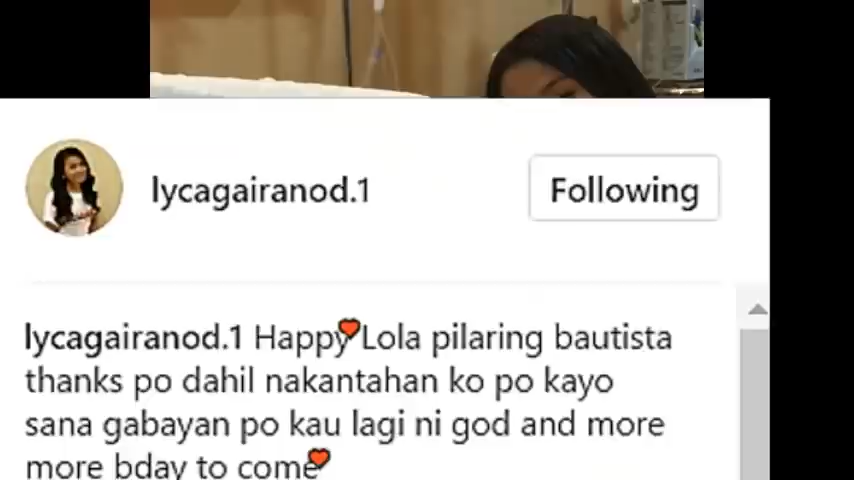 lycagairanod.1
Following
lycagairanod.1 Happy Lola pilaring bautista
thanks po dahil nakantahan ko po kayo
sana gabayan po kau lagi ni god and more
more bday to come